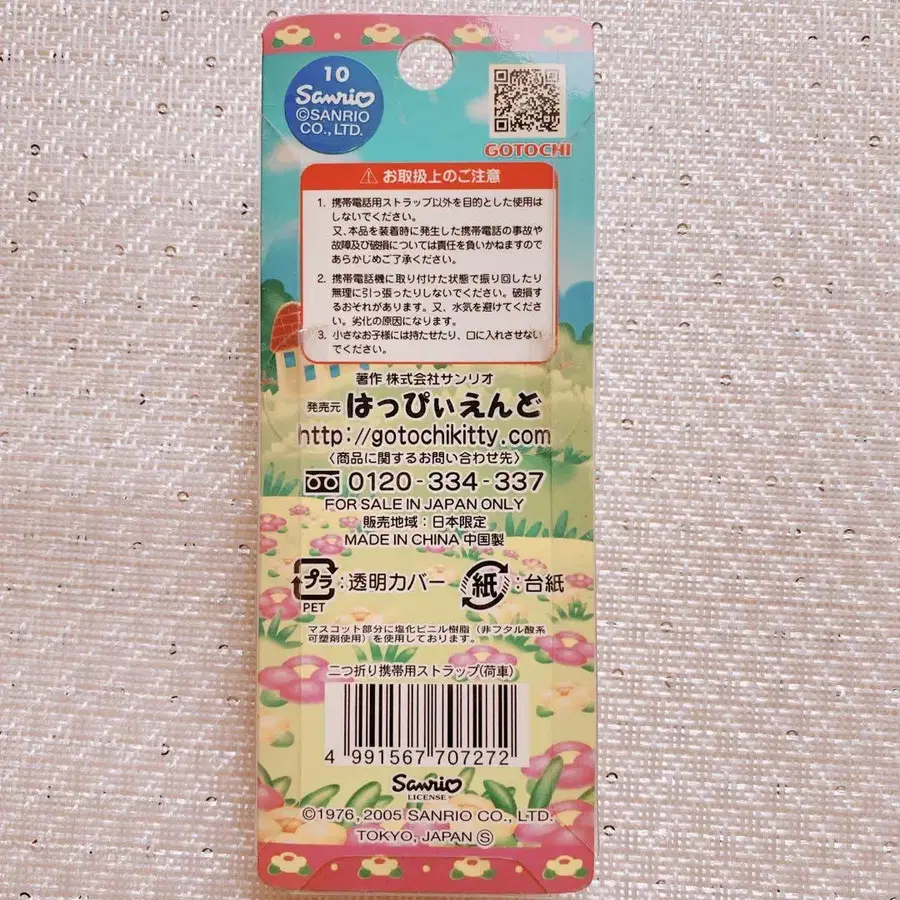 10
Sanrio
©SANRIO
CO., LTD.
GOTOCHI
お取扱上のご注意
1. 携帯電話用ストラップ以外を目的とした使用は
しないでください。
又、本品を装着時に発生した携帯電話の事故や
故障及び破損については責任を負いかねますので
あらかじめご了承ください。
2. 携帯電話機に取り付けた状態で振り回したり
無理に引っ張ったりしないでください。破損す
るおそれがあります。又、水気を避けてくださ
い。劣化の原因になります。
3. 小さなお子様には持たせたり、口に入れさせない
でください。
著作 株式会社サンリオ
発売元 はっぴぃえんど
http://gotochikitty.com
〈商品に関するお問い合わせ先〉
0120-334-337
FOR SALE IN JAPAN ONLY
販売地域:日本限定
MADE IN CHINA 中国製
プラ:透明カバー 紙:台紙
PET
マスコット部分に塩化ビニル樹脂(非フタル酸系
可塑剤使用)を使用しております。
二つ折り携帯用ストラップ(荷車)
4 991567 707272
Sanrio
LICENSE
©1976, 2005 SANRIO CO., LTD.
TOKYO, JAPAN Ⓢ